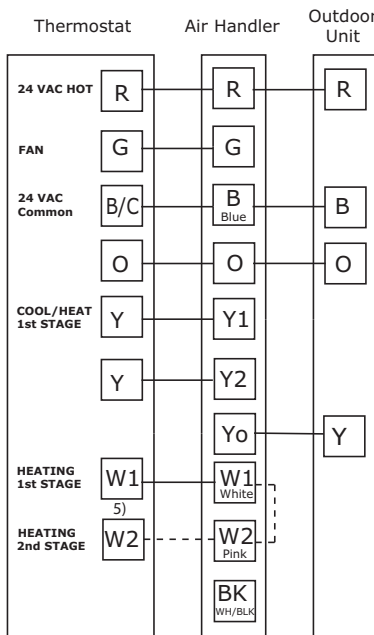 Thermostat Air Handler Outdoor
Unit
24 VAC HOT R R R
FAN G G
24 VAC
Common B/C B
Blue B
O O O
COOL/HEAT
1st STAGE Y Y1
Y Y2
Yo Y
HEATING
1st STAGE W1 W1
White
5)
HEATING
2nd STAGE W2 W2
Pink
BK
WH/BLK